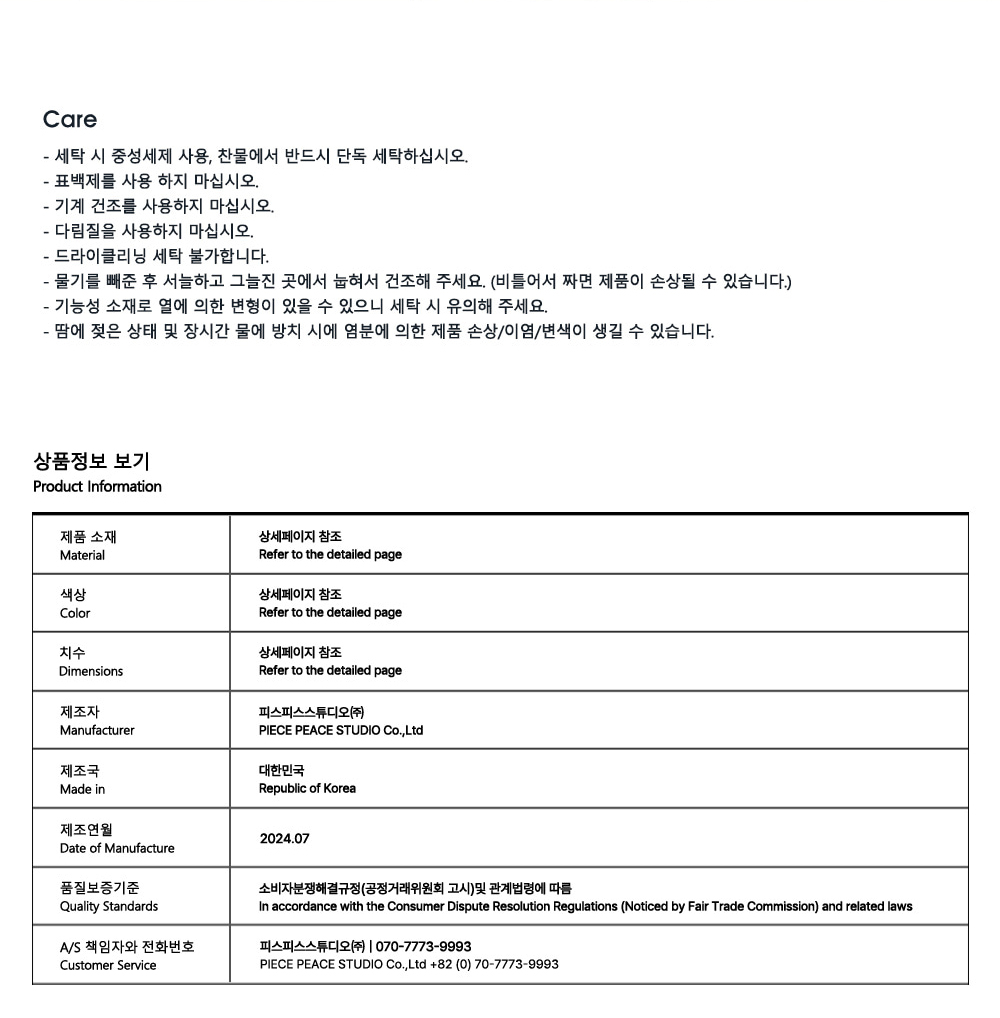 Care
- 세탁 시 중성세제 사용, 찬물에서 반드시 단독 세탁하십시오.
- 표백제를 사용 하지 마십시오.
- 기계 건조를 사용하지 마십시오.
- 다림질을 사용하지 마십시오.
- 드라이클리닝 세탁 불가합니다.
- 물기를 빼준 후 서늘하고 그늘진 곳에서 눕혀서 건조해 주세요. (비틀어서 짜면 제품이 손상될 수 있습니다.)
- 기능성 소재로 열에 의한 변형이 있을 수 있으니 세탁 시 유의해 주세요.
- 땀에 젖은 상태 및 장시간 물에 방치 시에 염분에 의한 제품 손상/이염/변색이 생길 수 있습니다.
상품정보 보기
Product Information
제품 소재
Material
상세페이지 참조
Refer to the detailed page
색상
Color
상세페이지 참조
Refer to the detailed page
치수
Dimensions
상세페이지 참조
Refer to the detailed page
제조자
Manufacturer
피스피스스튜디오㈜
PIECE PEACE STUDIO Co.,Ltd
제조국
Made in
대한민국
Republic of Korea
제조연월
Date of Manufacture
2024.07
품질보증기준
Quality Standards
소비자분쟁해결규정(공정거래위원회 고시)및 관계법령에 따름
In accordance with the Consumer Dispute Resolution Regulations (Noticed by Fair Trade Commission) and related laws
A/S 책임자와 전화번호
Customer Service
피스피스스튜디오㈜ | 070-7773-9993
PIECE PEACE STUDIO Co.,Ltd +82 (0) 70-7773-9993